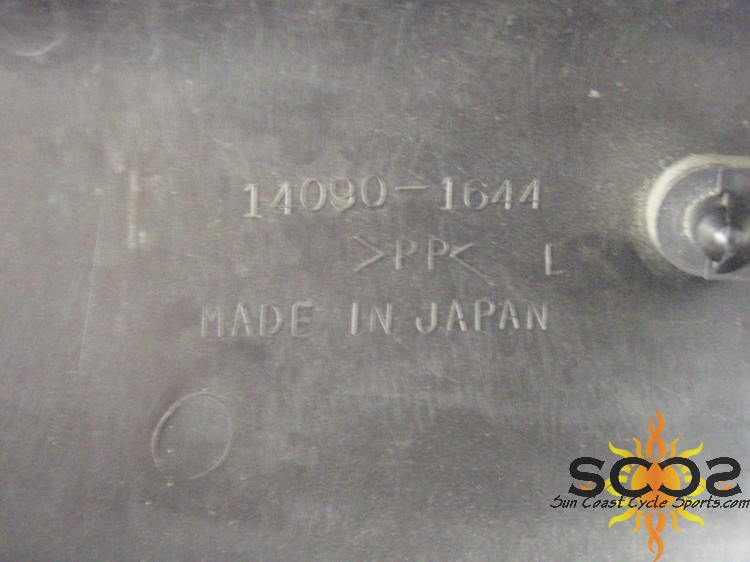 14090-1644
>PP< L
MADE IN JAPAN
SCCS
Sun Coast Cycle Sports.com